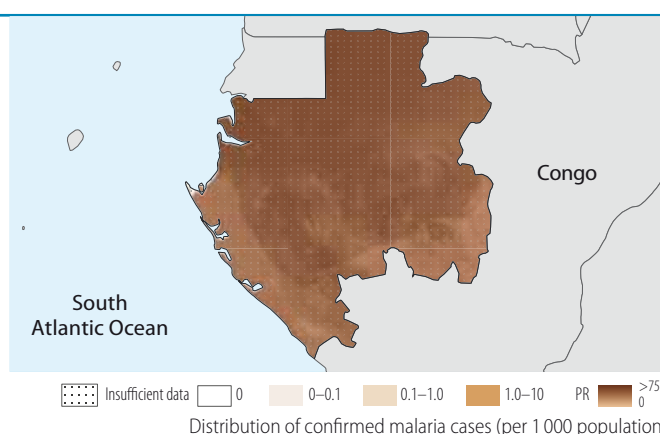 Congo
South
Atlantic Ocean
Insufficient data 0 0–0.1 0.1–1.0 1.0–10 PR >75
0
Distribution of confirmed malaria cases (per 1 000 population